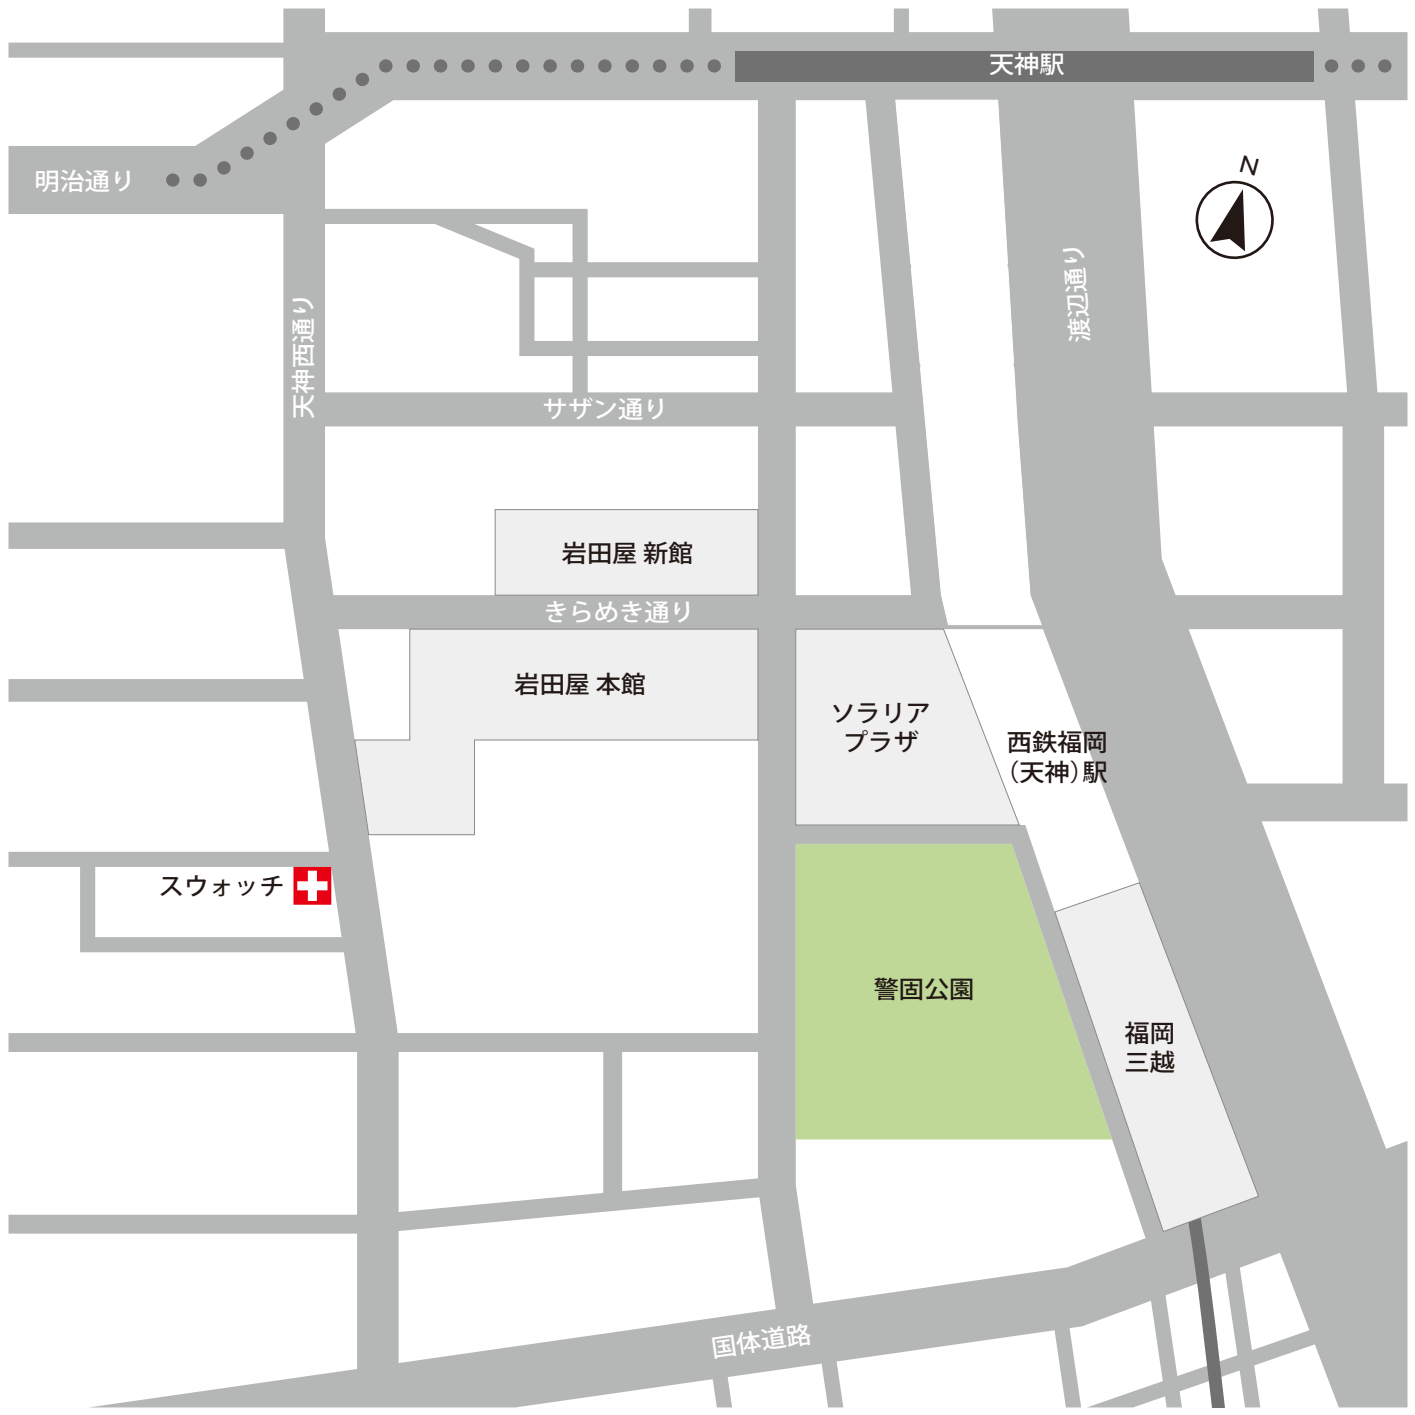 天神駅
明治通り
N
渡辺通り
天神西通り
サザン通り
岩田屋 新館
きらめき通り
岩田屋 本館
ソラリア
プラザ
西鉄福岡
（天神）駅
スウォッチ
警固公園
福岡
三越
国体道路